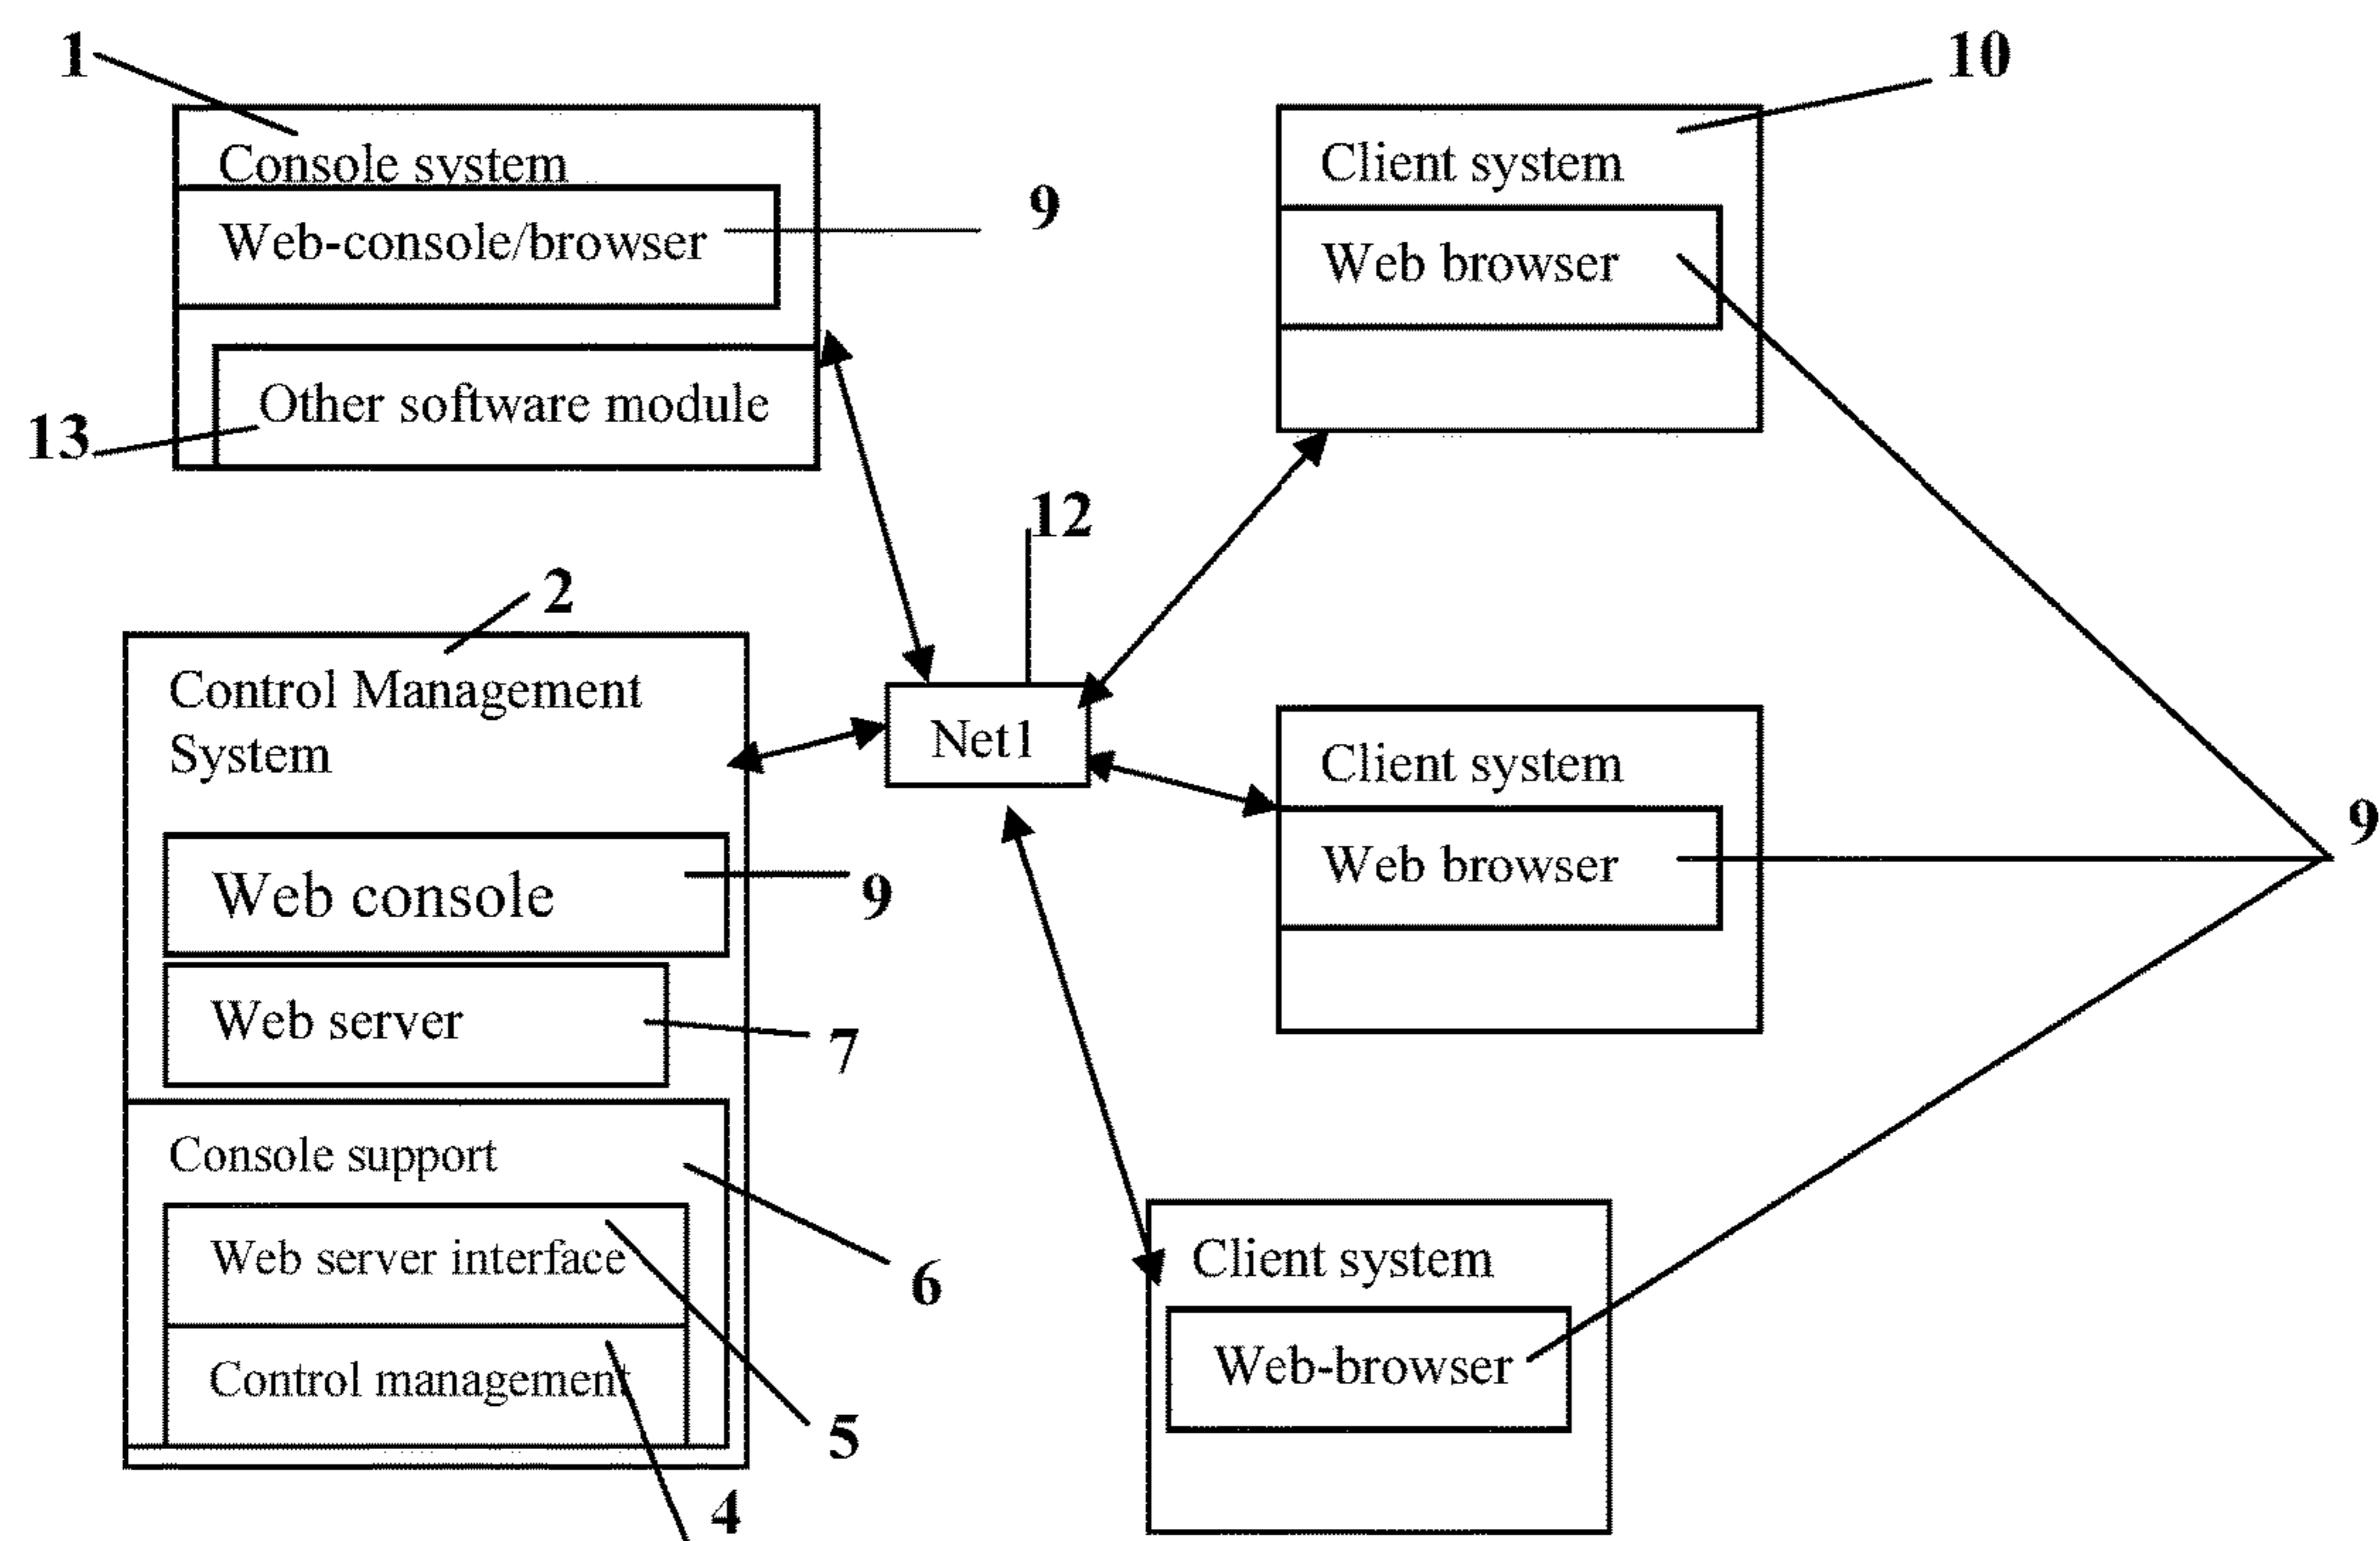 1
Console system
Web-console/browser
9
Other software module
13
10
Client system
Web browser
12
Net1
2
Control Management
System
Web console
9
Web server
7
Console support
6
Web server interface
5
Control management
4
Client system
Web browser
9
Client system
Web-browser